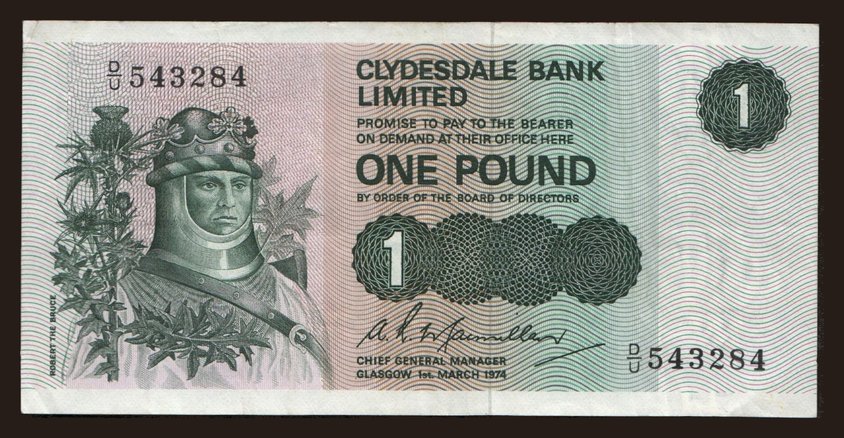 D/U 543284
CLYDESDALE BANK
LIMITED
PROMISE TO PAY TO THE BEARER
ON DEMAND AT THEIR OFFICE HERE
ONE POUND
BY ORDER OF THE BOARD OF DIRECTORS
1
1
ROBERT THE BRUCE
A. R. Macmillan
CHIEF GENERAL MANAGER
GLASGOW 1st. MARCH 1974
D/U 543284